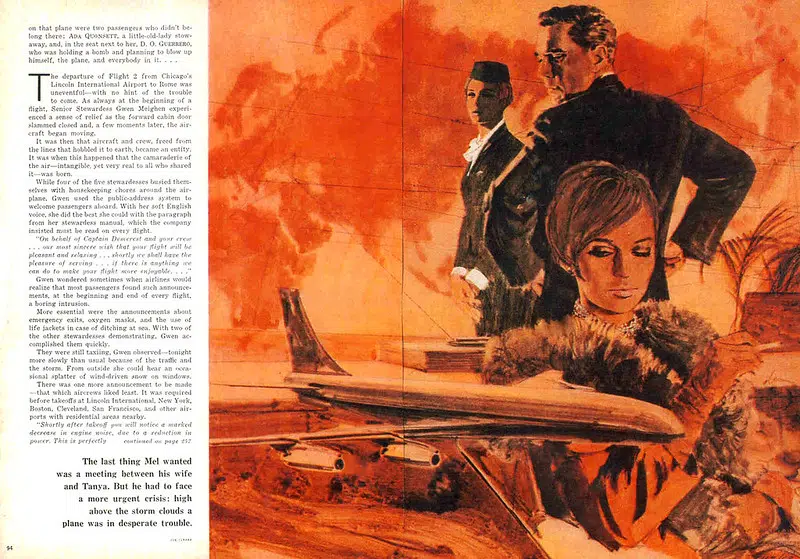 on that plane were two passengers who didn't be-
long there: ADA QUONSETT, a little-old-lady stow-
away, and, in the seat next to her, D. O. GUERRERO,
who was holding a bomb and planning to blow up
himself, the plane, and everybody in it. . . .
The departure of Flight 2 from Chicago's
Lincoln International Airport to Rome was
uneventful—with no hint of the trouble
to come. As always at the beginning of a
flight, Senior Stewardess Gwen Meighen experi-
enced a sense of relief as the forward cabin door
slammed closed and, a few moments later, the air-
craft began moving.
It was then that aircraft and crew, freed from
the lines that hobbled it to earth, became an entity.
It was when this happened that the camaraderie of
the air—intangible, yet very real to all who shared
it—was born.
While four of the five stewardesses busied them-
selves with housekeeping chores around the air-
plane, Gwen used the public-address system to
welcome passengers aboard. With her soft English
voice, she did the best she could with the paragraph
from her stewardess manual, which the company
insisted must be read on every flight.
"On behalf of Captain Demerest and your crew
. . . our most sincere wish that your flight will be
pleasant and relaxing . . . shortly we shall have the
pleasure of serving . . . if there is anything we
can do to make your flight more enjoyable. . . ."
Gwen wondered sometimes when airlines would
realize that most passengers found such announce-
ments, at the beginning and end of every flight,
a boring intrusion.
More essential were the announcements about
emergency exits, oxygen masks, and the use of
life jackets in case of ditching at sea. With two of
the other stewardesses demonstrating, Gwen ac-
complished them quickly.
They were still taxiing, Gwen observed—tonight
more slowly than usual because of the traffic and
the storm. From outside she could hear an occa-
sional splatter of wind-driven snow on windows.
There was one more announcement to be made
—that which aircrews liked least. It was required
before takeoffs at Lincoln International, New York,
Boston, Cleveland, San Francisco, and other air-
ports with residential areas nearby.
"Shortly after takeoff you will notice a marked
decrease in engine noise, due to a reduction in
power. This is perfectly continued on page 257
The last thing Mel wanted
was a meeting between his wife
and Tanya. But he had to face
a more urgent crisis: high
above the storm clouds a
plane was in desperate trouble.
94